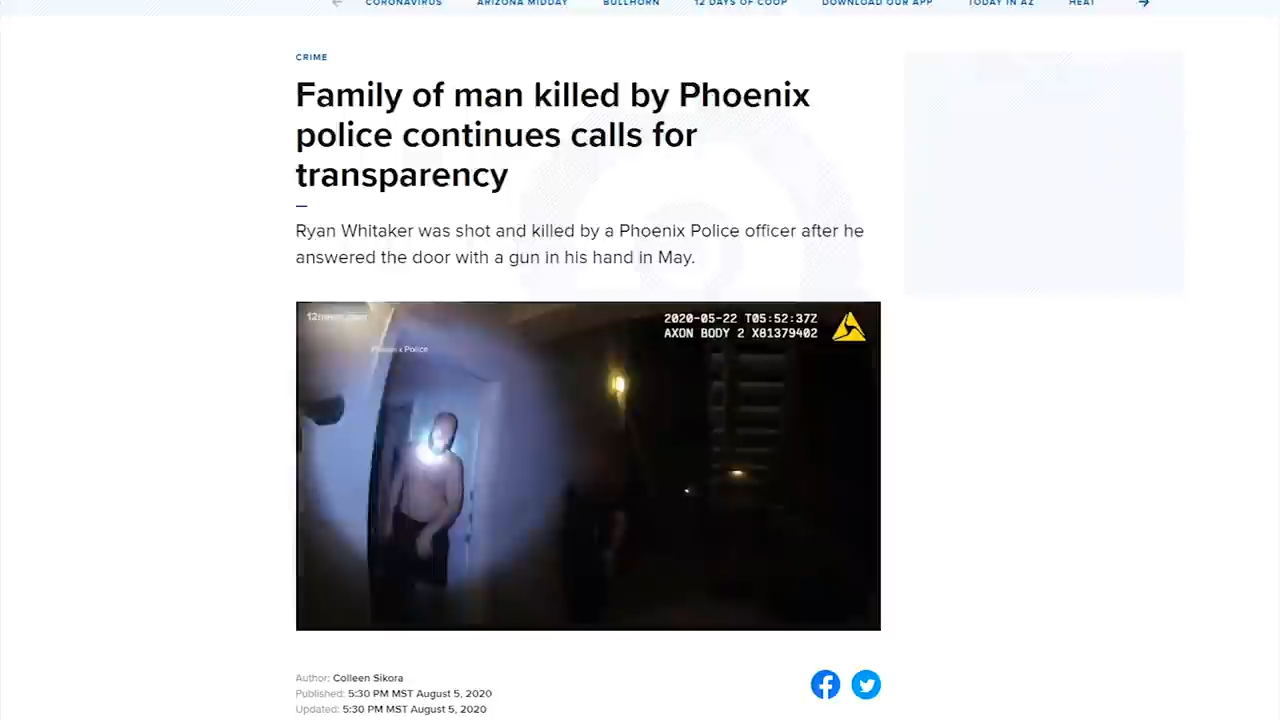 CORONAVIRUS ARIZONA MIDDAY BULLHORN 12 DAYS OF COOP DOWNLOAD OUR APP TODAY IN AZ HEAT
CRIME
Family of man killed by Phoenix
police continues calls for
transparency
Ryan Whitaker was shot and killed by a Phoenix Police officer after he
answered the door with a gun in his hand in May.
12news.com
2020-05-22 T05:52:37Z
AXON BODY 2 X81379402
Phoenix Police
Author: Colleen Sikora
Published: 5:30 PM MST August 5, 2020
Updated: 5:30 PM MST August 5, 2020